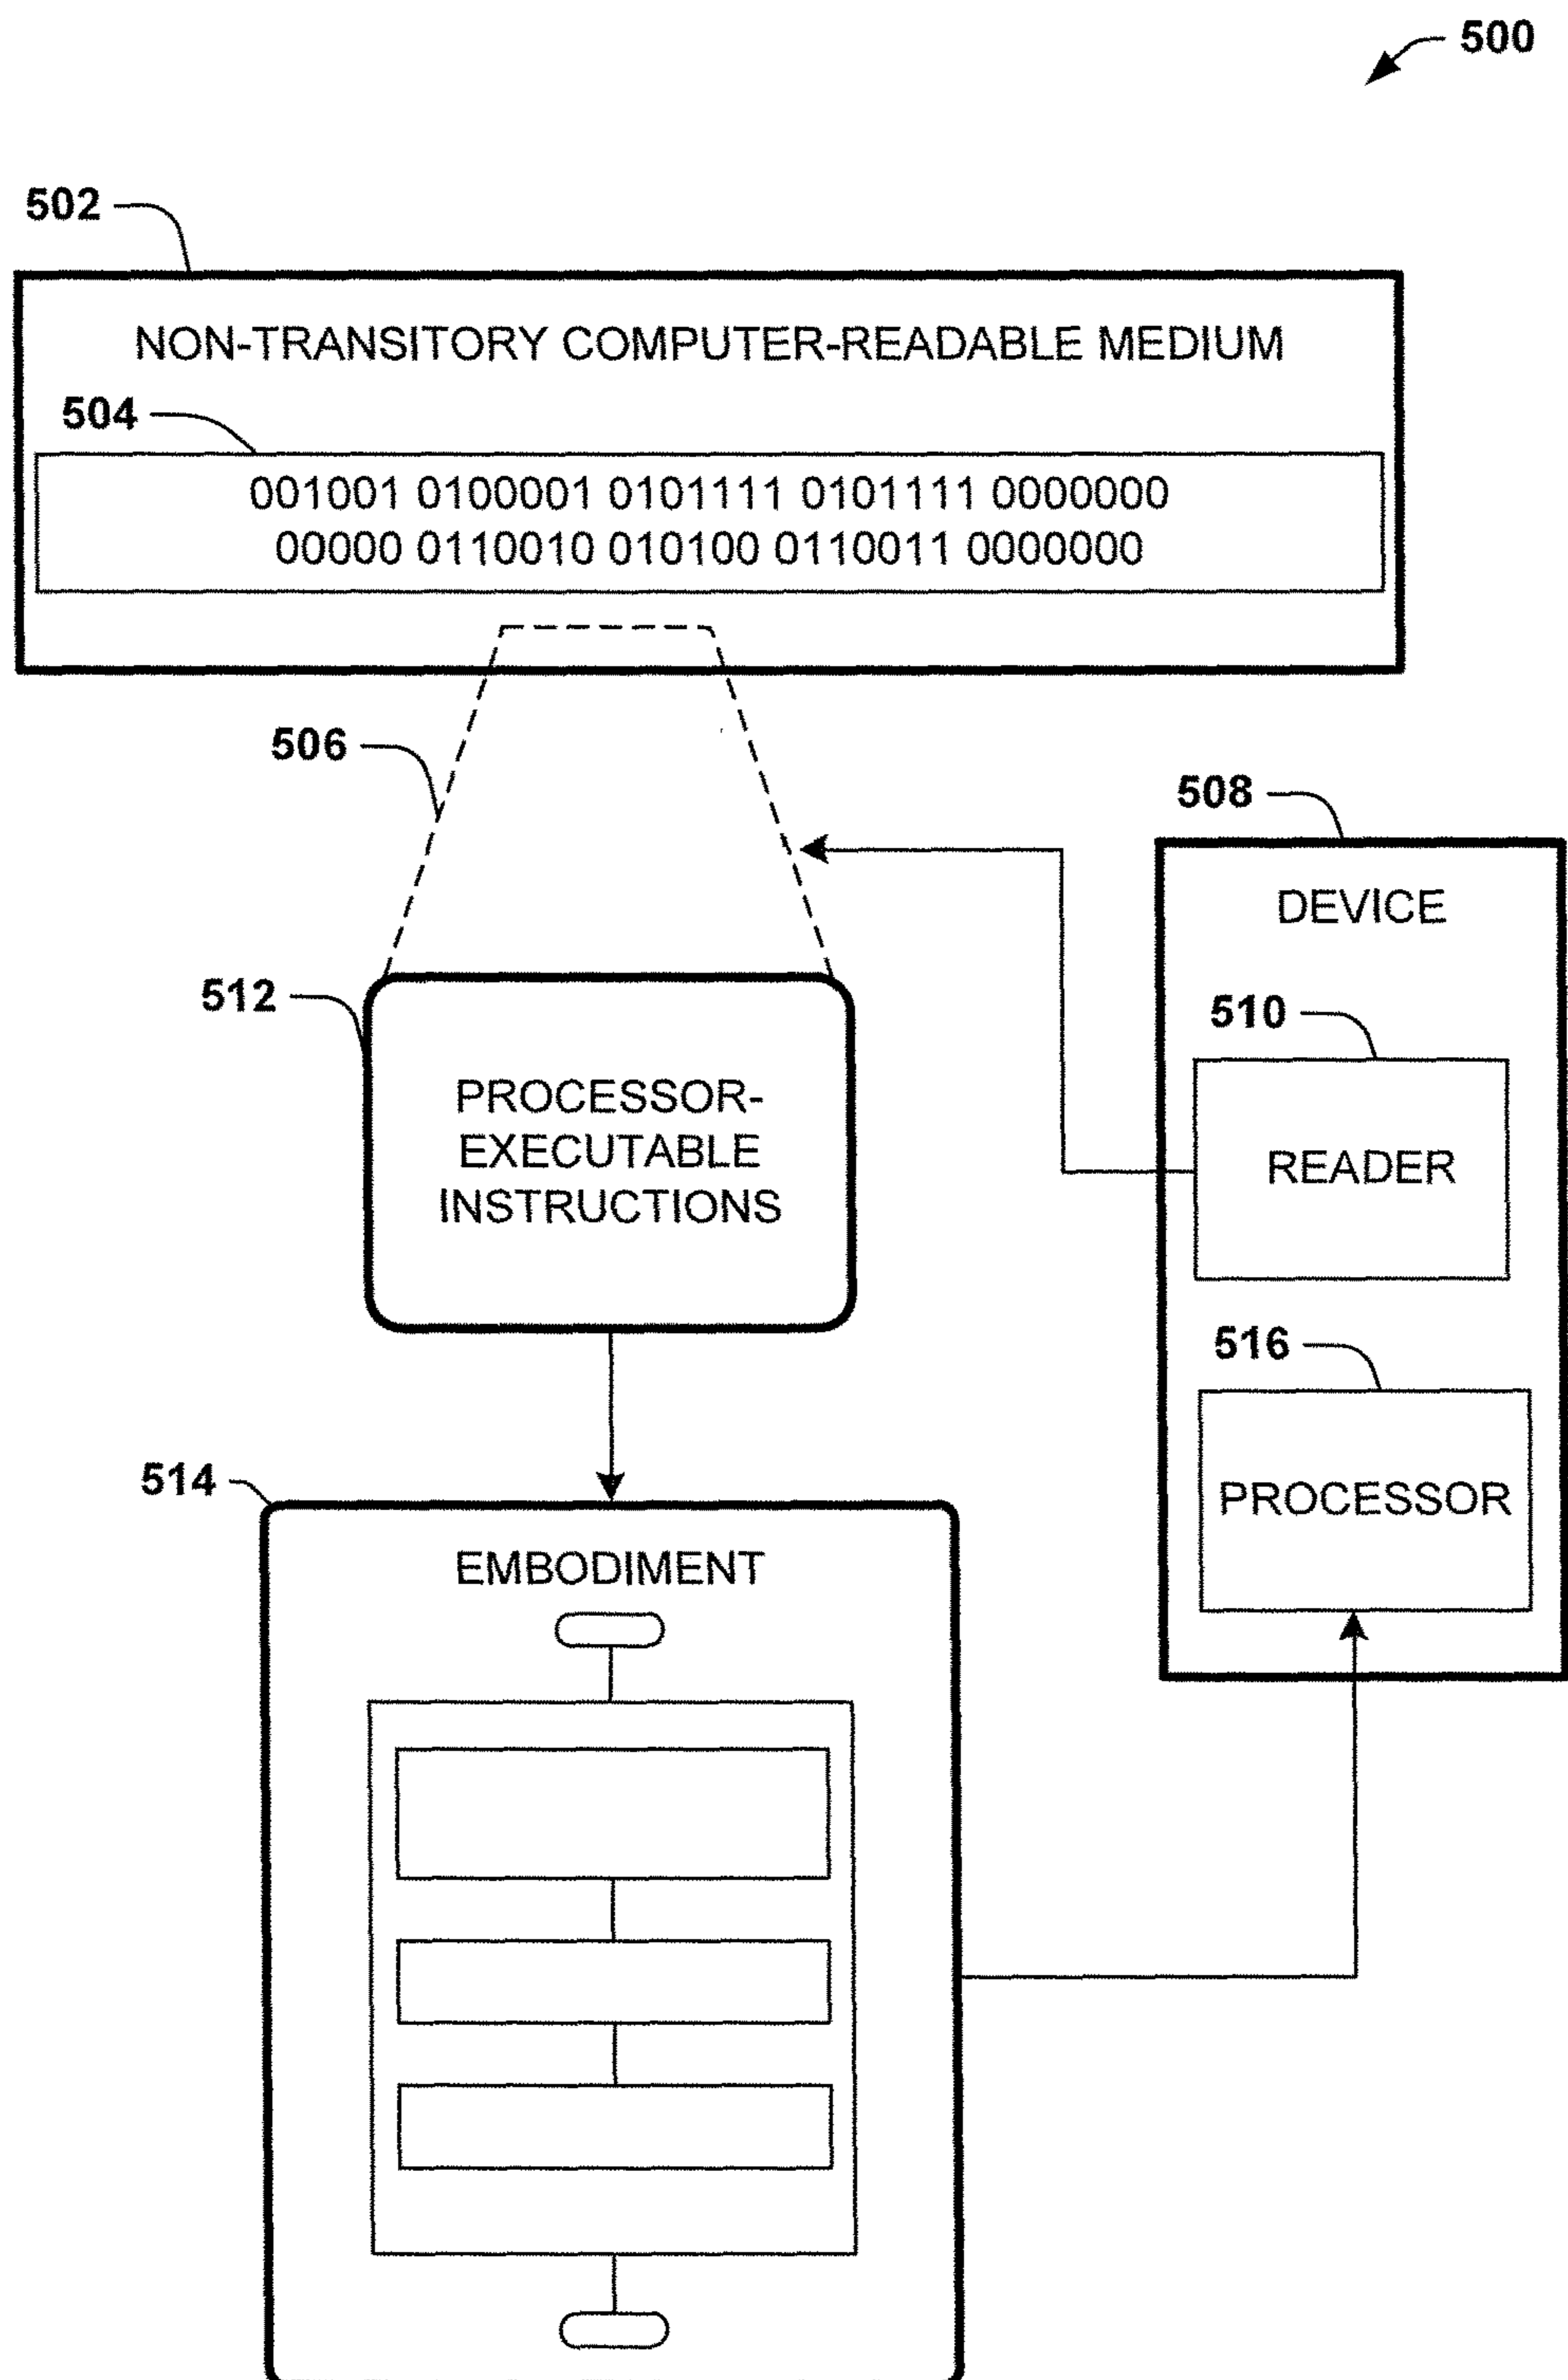 500
502
NON-TRANSITORY COMPUTER-READABLE MEDIUM
504
001001 0100001 0101111 0101111 0000000
00000 0110010 010100 0110011 0000000
506
508
DEVICE
512
510
PROCESSOR-
EXECUTABLE
INSTRUCTIONS
READER
516
PROCESSOR
514
EMBODIMENT